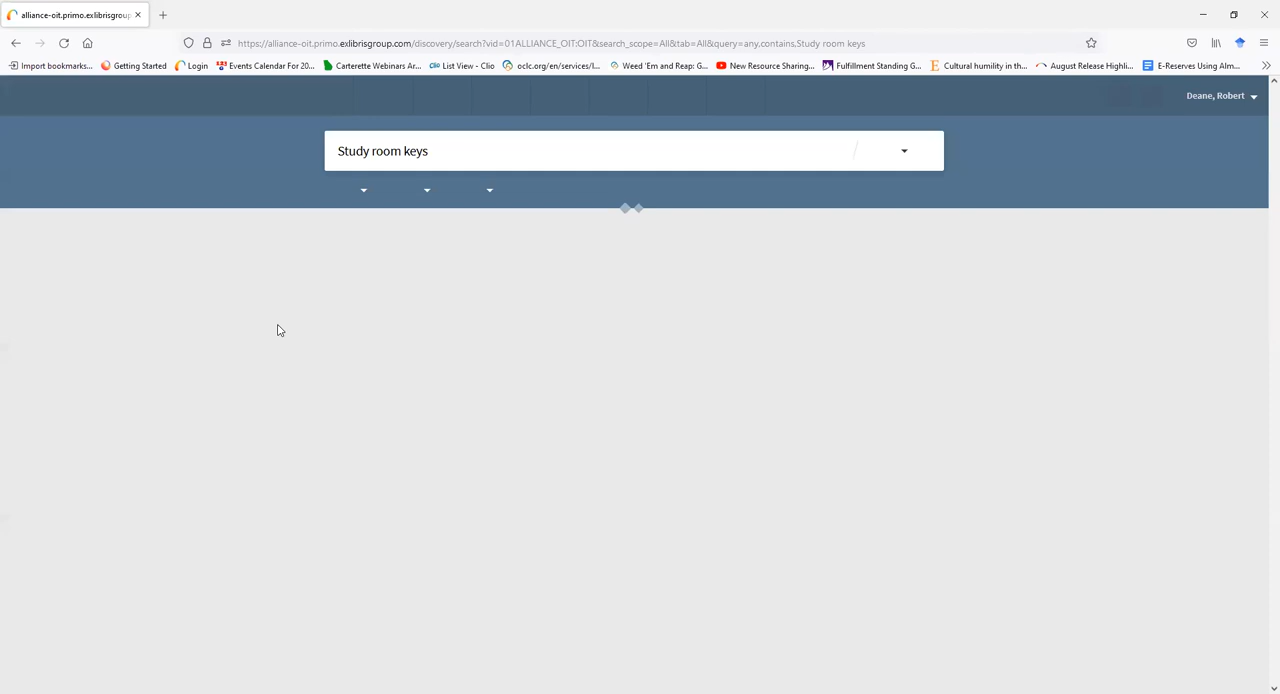 alliance-oit.primo.exlibrisgroup
https://alliance-oit.primo.exlibrisgroup.com/discovery/search?vid=01ALLIANCE_OIT:OIT&search_scope=All&tab=All&query=any,contains,Study room keys
Import bookmarks... Getting Started Login Events Calendar For 20... Carterette Webinars Ar... List View - Clio oclc.org/en/services/l... Weed 'Em and Reap: G... New Resource Sharing... Fulfillment Standing G... Cultural humility in th... August Release Highli... E-Reserves Using Alm...
Deane, Robert
Study room keys